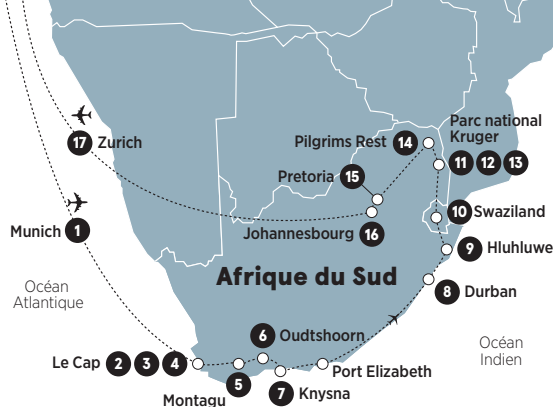 Parc national
Kruger
Pilgrims Rest 14
11 12 13
17 Zurich
Pretoria 15
10 Swaziland
Munich 1
Johannesbourg 16
9 Hluhluwe
Afrique du Sud
Océan
Atlantique
8 Durban
6 Oudtshoorn
Océan
Indien
Le Cap 2 3 4
Port Elizabeth
5
Montagu
7 Knysna